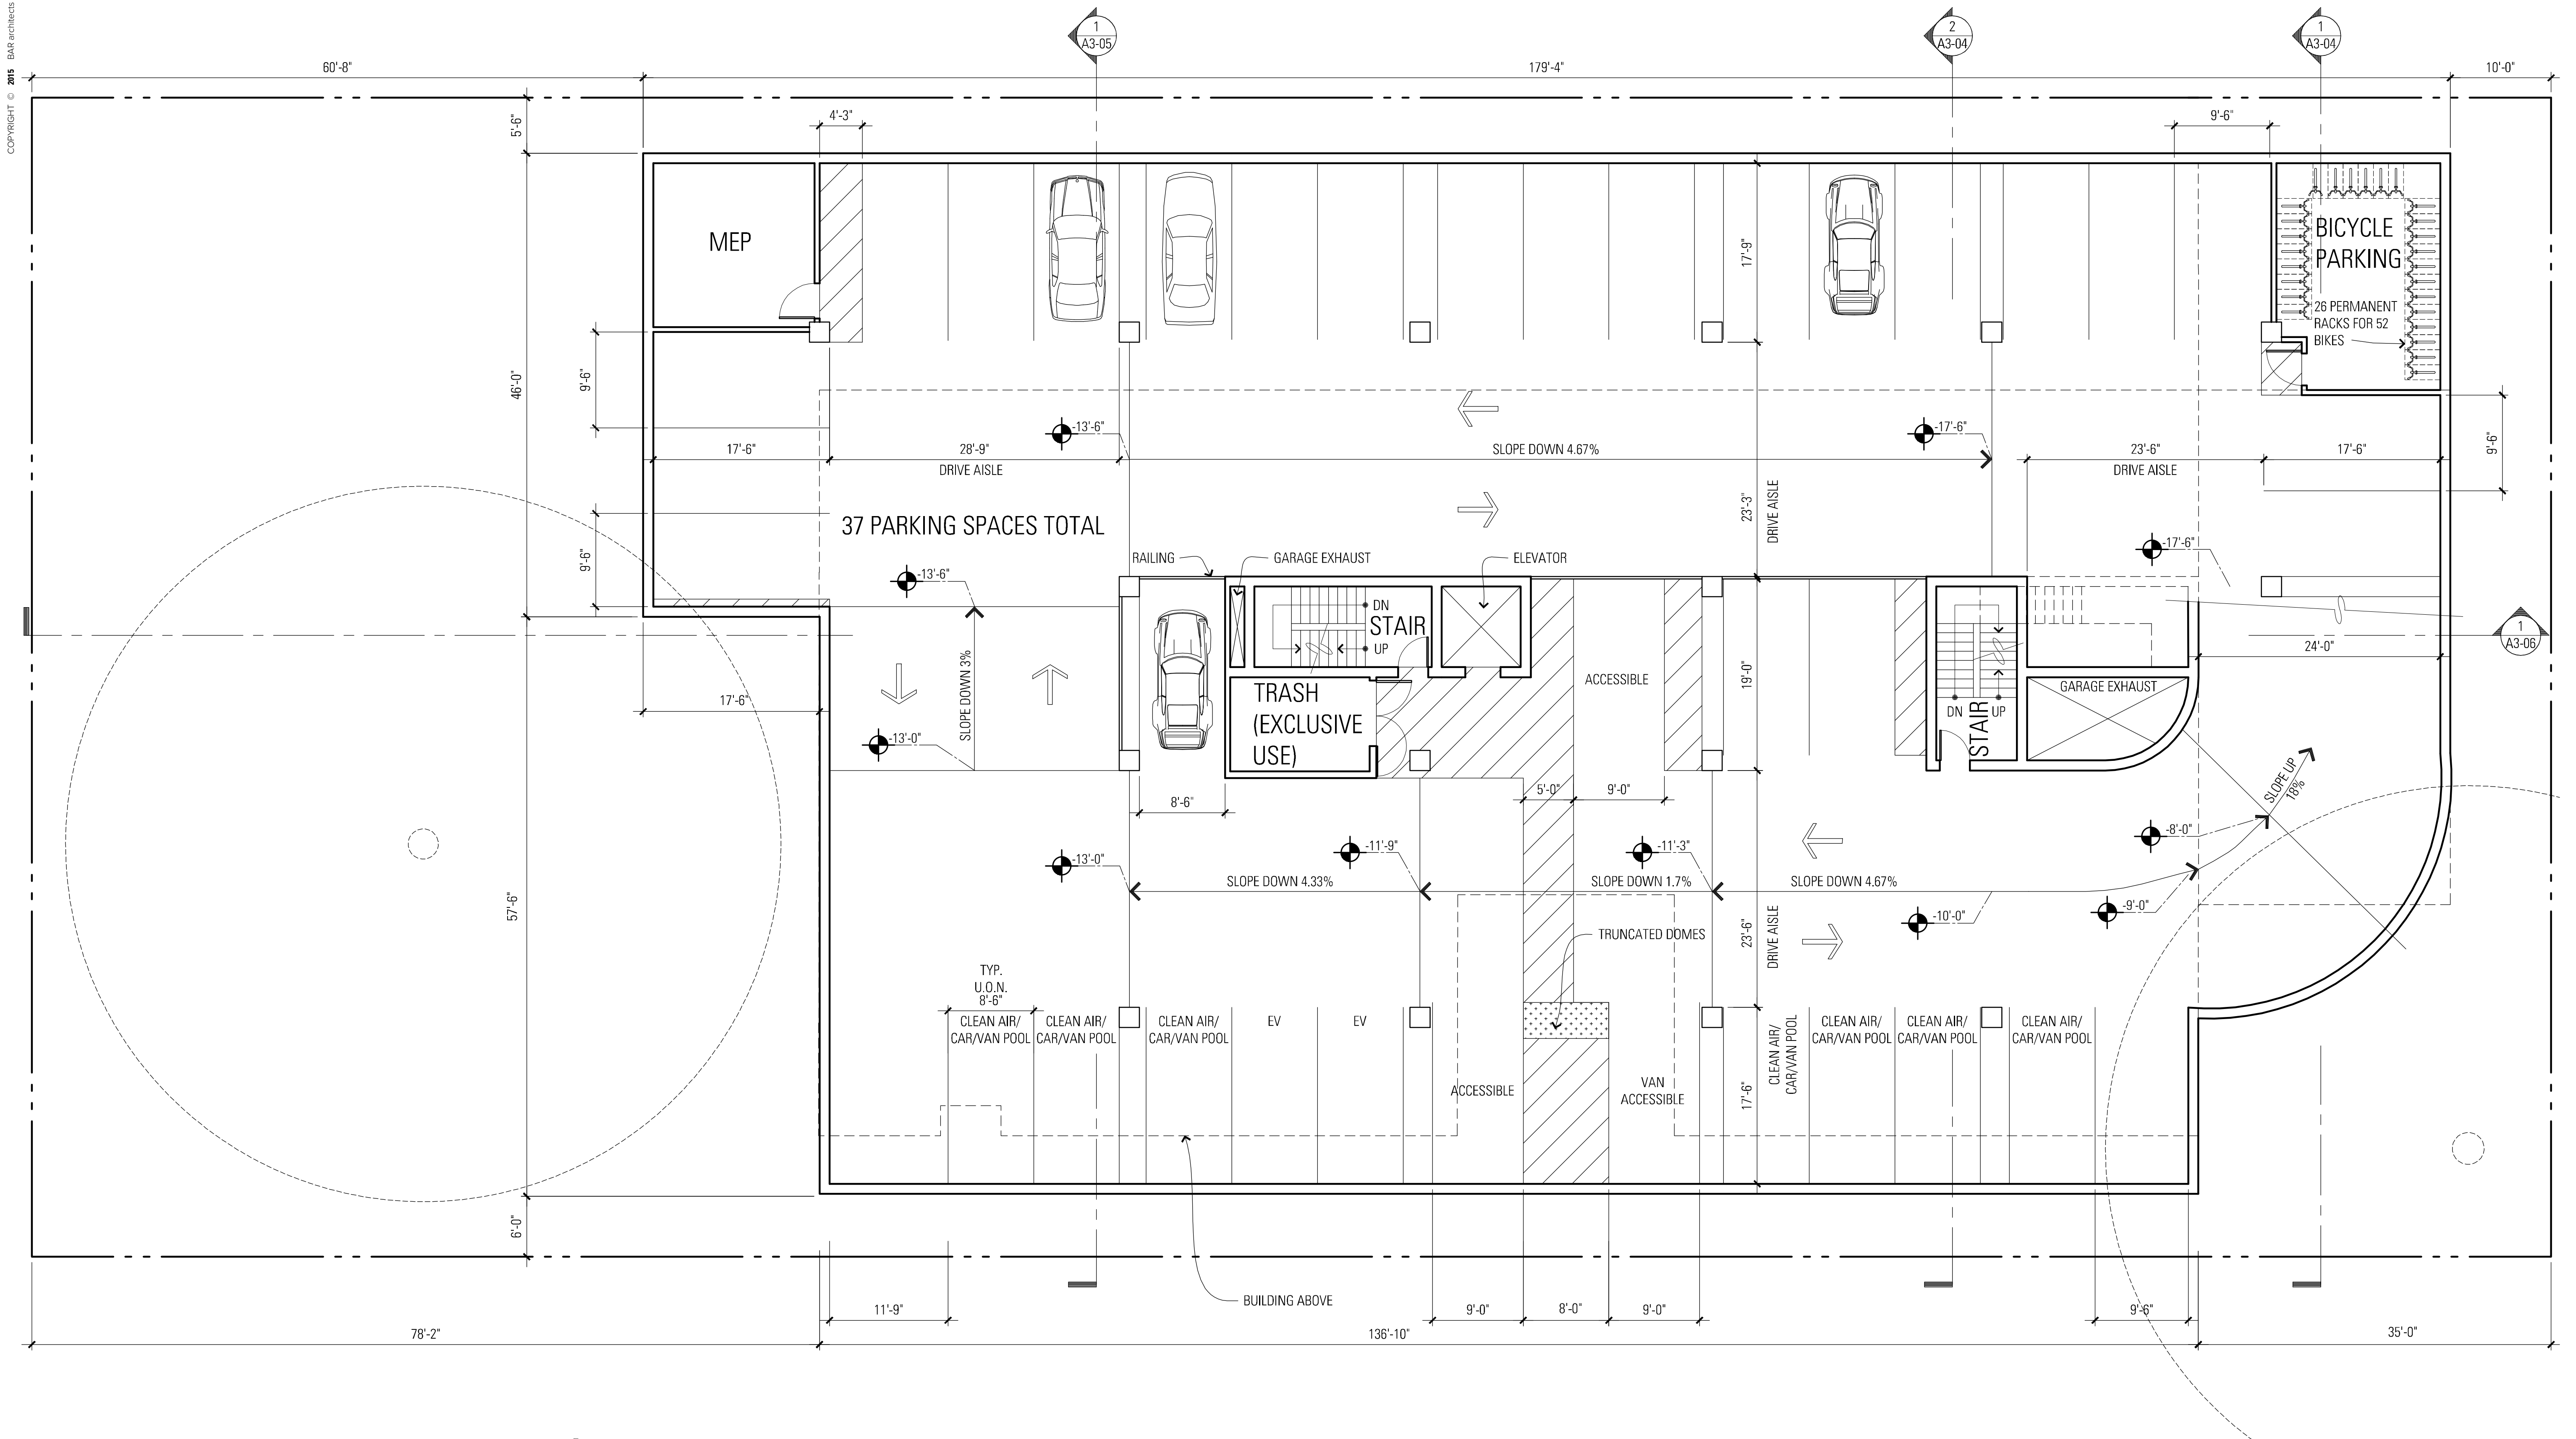 COPYRIGHT © 2015 BAR architects
1
A3-05
2
A3-04
1
A3-04
60'-8"
179'-4"
10'-0"
5'-6"
4'-3"
9'-6"
MEP
17'-9"
BICYCLE
PARKING
26 PERMANENT
RACKS FOR 52
BIKES
46'-0"
9'-6"
-13'-6"
-17'-6"
17'-6"
28'-9"
DRIVE AISLE
SLOPE DOWN 4.67%
23'-6"
DRIVE AISLE
17'-6"
9'-6"
23'-3"
DRIVE AISLE
37 PARKING SPACES TOTAL
9'-6"
RAILING
GARAGE EXHAUST
ELEVATOR
-17'-6"
-13'-6"
DN
STAIR
UP
1
A3-06
24'-0"
SLOPE DOWN 3%
ACCESSIBLE
19'-0"
GARAGE EXHAUST
17'-6"
TRASH
(EXCLUSIVE
USE)
DN
UP
STAIR
-13'-0"
SLOPE UP
18%
8'-6"
5'-0"
9'-0"
-8'-0"
-13'-0"
-11'-9"
-11'-3"
SLOPE DOWN 4.33%
SLOPE DOWN 1.7%
SLOPE DOWN 4.67%
57'-6"
-10'-0"
-9'-0"
23'-6"
DRIVE AISLE
TRUNCATED DOMES
TYP.
U.O.N.
8'-6"
CLEAN AIR/
CAR/VAN POOL
CLEAN AIR/
CAR/VAN POOL
CLEAN AIR/
CAR/VAN POOL
EV
EV
CLEAN AIR/
CAR/VAN POOL
CLEAN AIR/
CAR/VAN POOL
CLEAN AIR/
CAR/VAN POOL
CLEAN AIR/
CAR/VAN POOL
ACCESSIBLE
VAN
ACCESSIBLE
17'-6"
6'-0"
BUILDING ABOVE
11'-9"
9'-0"
8'-0"
9'-0"
9'-6"
78'-2"
136'-10"
35'-0"